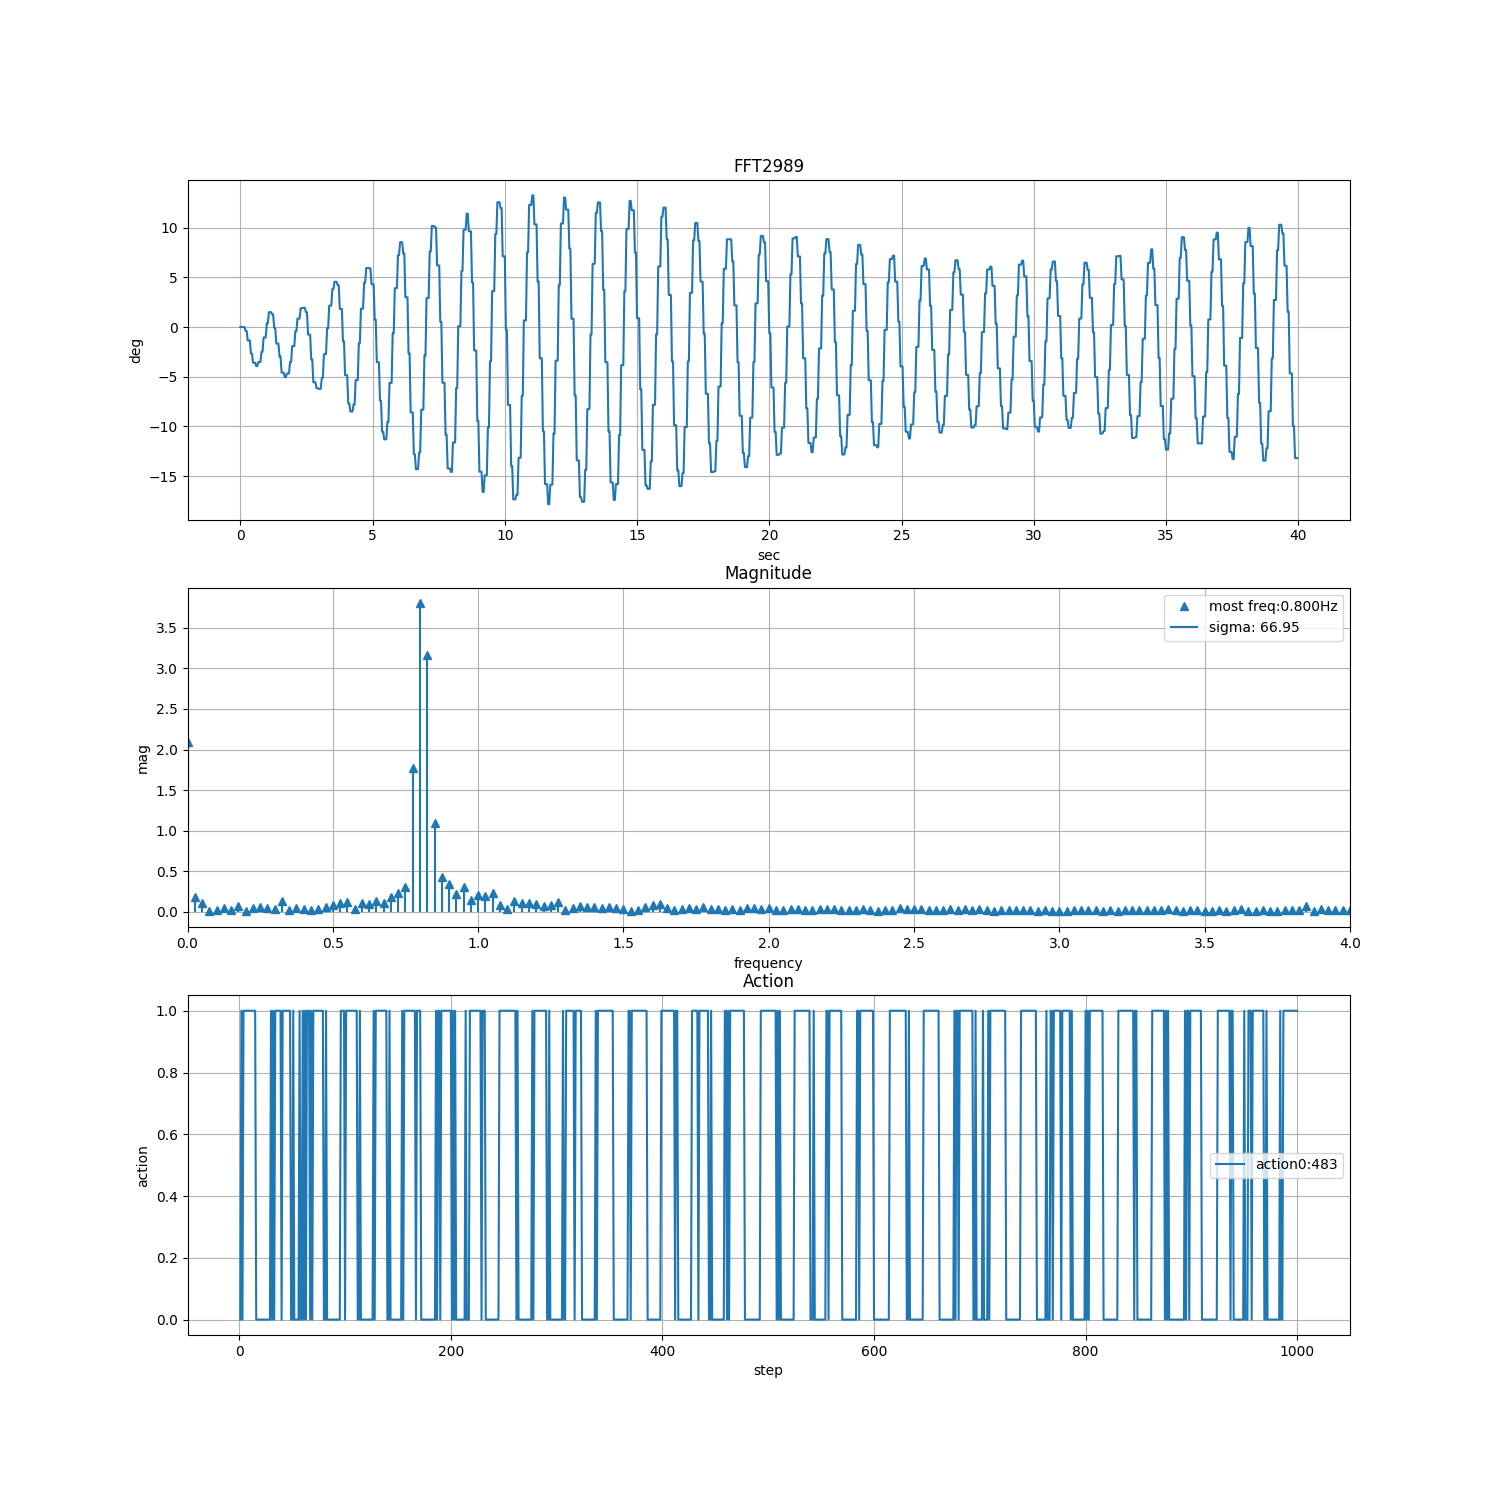 FFT2989
10
5
0
−5
−10
−15
deg
0 5 10 15 20 25 30 35 40
sec
Magnitude
most freq:0.800Hz
sigma: 66.95
3.5
3.0
2.5
2.0
1.5
1.0
0.5
0.0
mag
0.0 0.5 1.0 1.5 2.0 2.5 3.0 3.5 4.0
frequency
Action
1.0
0.8
0.6
0.4
0.2
0.0
action
action0:483
0 200 400 600 800 1000
step